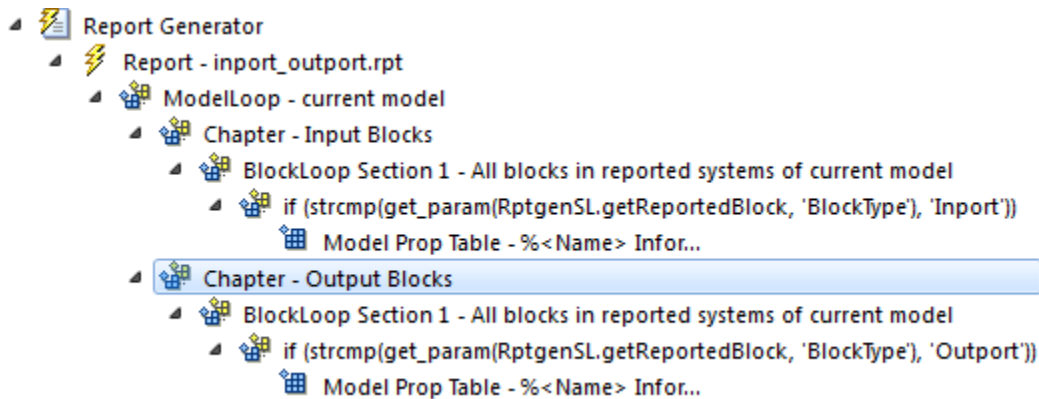 Report Generator
Report - inport_outport.rpt
ModelLoop - current model
Chapter - Input Blocks
BlockLoop Section 1 - All blocks in reported systems of current model
if (strcmp(get_param(RptgenSL.getReportedBlock, 'BlockType'), 'Inport'))
Model Prop Table - %<Name> Infor...
Chapter - Output Blocks
BlockLoop Section 1 - All blocks in reported systems of current model
if (strcmp(get_param(RptgenSL.getReportedBlock, 'BlockType'), 'Outport'))
Model Prop Table - %<Name> Infor...